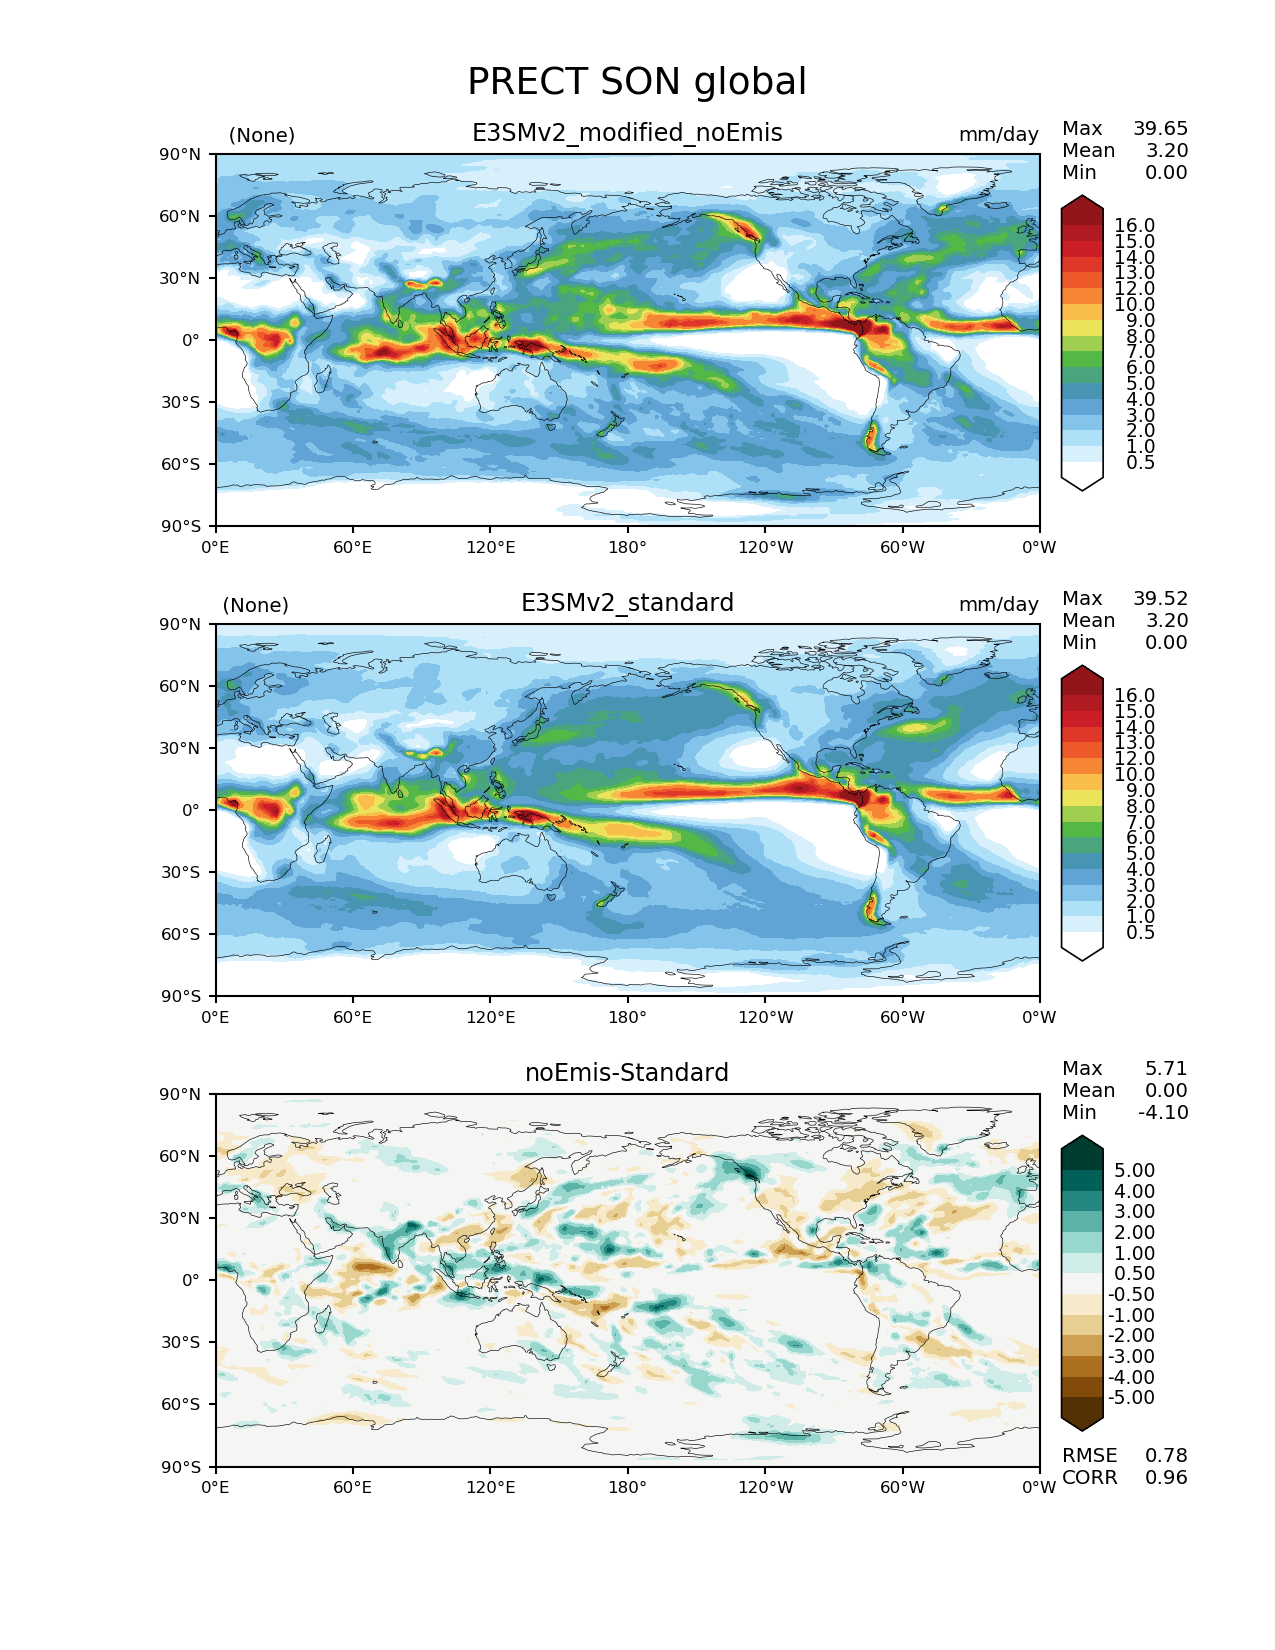 PRECT SON global
(None) E3SMv2_modified_noEmis mm/day
Max 39.65
Mean 3.20
Min 0.00
90°N
60°N
30°N
0°
30°S
60°S
90°S
0°E 60°E 120°E 180° 120°W 60°W 0°W
16.0
15.0
14.0
13.0
12.0
10.0
9.0
8.0
7.0
6.0
5.0
4.0
3.0
2.0
1.0
0.5
(None) E3SMv2_standard mm/day
Max 39.52
Mean 3.20
Min 0.00
90°N
60°N
30°N
0°
30°S
60°S
90°S
0°E 60°E 120°E 180° 120°W 60°W 0°W
16.0
15.0
14.0
13.0
12.0
10.0
9.0
8.0
7.0
6.0
5.0
4.0
3.0
2.0
1.0
0.5
noEmis-Standard
Max 5.71
Mean 0.00
Min -4.10
90°N
60°N
30°N
0°
30°S
60°S
90°S
0°E 60°E 120°E 180° 120°W 60°W 0°W
5.00
4.00
3.00
2.00
1.00
0.50
-0.50
-1.00
-2.00
-3.00
-4.00
-5.00
RMSE 0.78
CORR 0.96